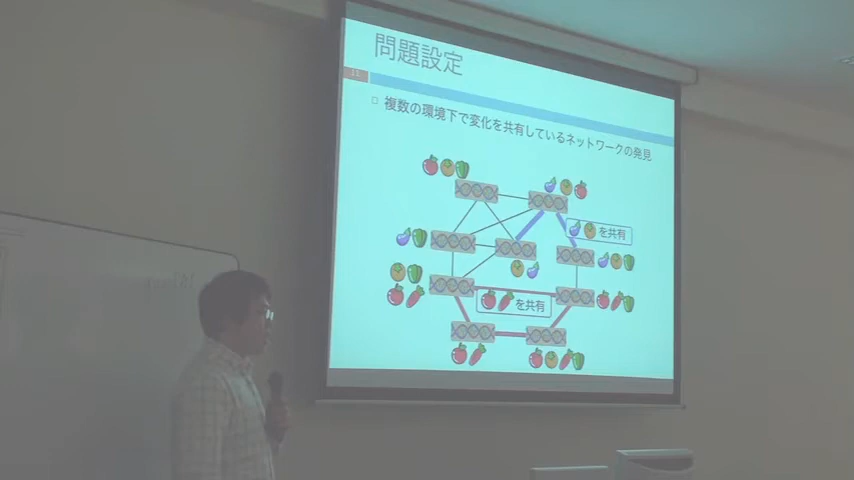 問題設定
11
複数の環境下で変化を共有しているネットワークの発見
を共有
を共有